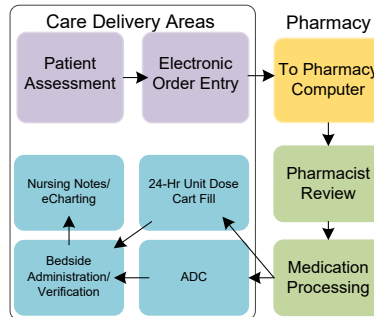 Care Delivery Areas
Pharmacy
Patient
Assessment
Electronic
Order Entry
To Pharmacy
Computer
Pharmacist
Review
Medication
Processing
Nursing Notes/
eCharting
24-Hr Unit Dose
Cart Fill
Bedside
Administration/
Verification
ADC